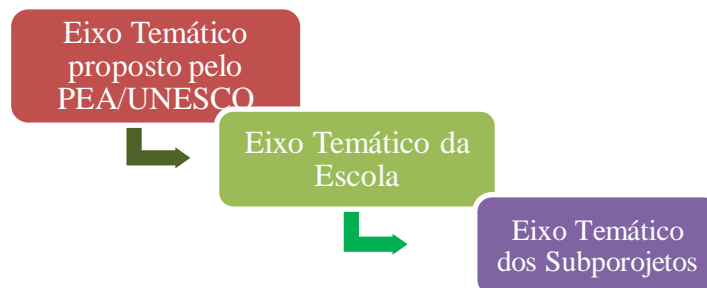 Eixo Temático
proposto pelo
PEA/UNESCO
Eixo Temático da
Escola
Eixo Temático
dos Subporojetos